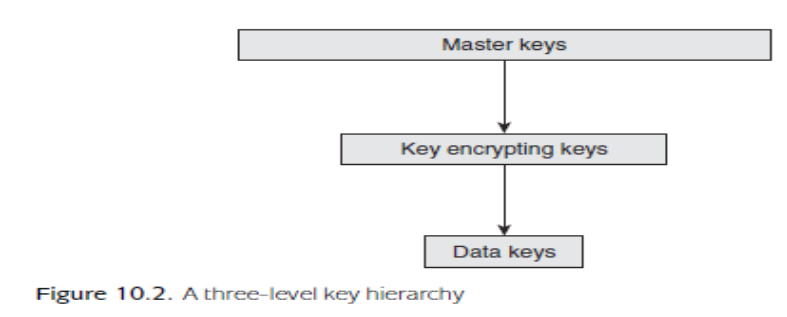 Master keys
Key encrypting keys
Data keys
Figure 10.2. A three-level key hierarchy